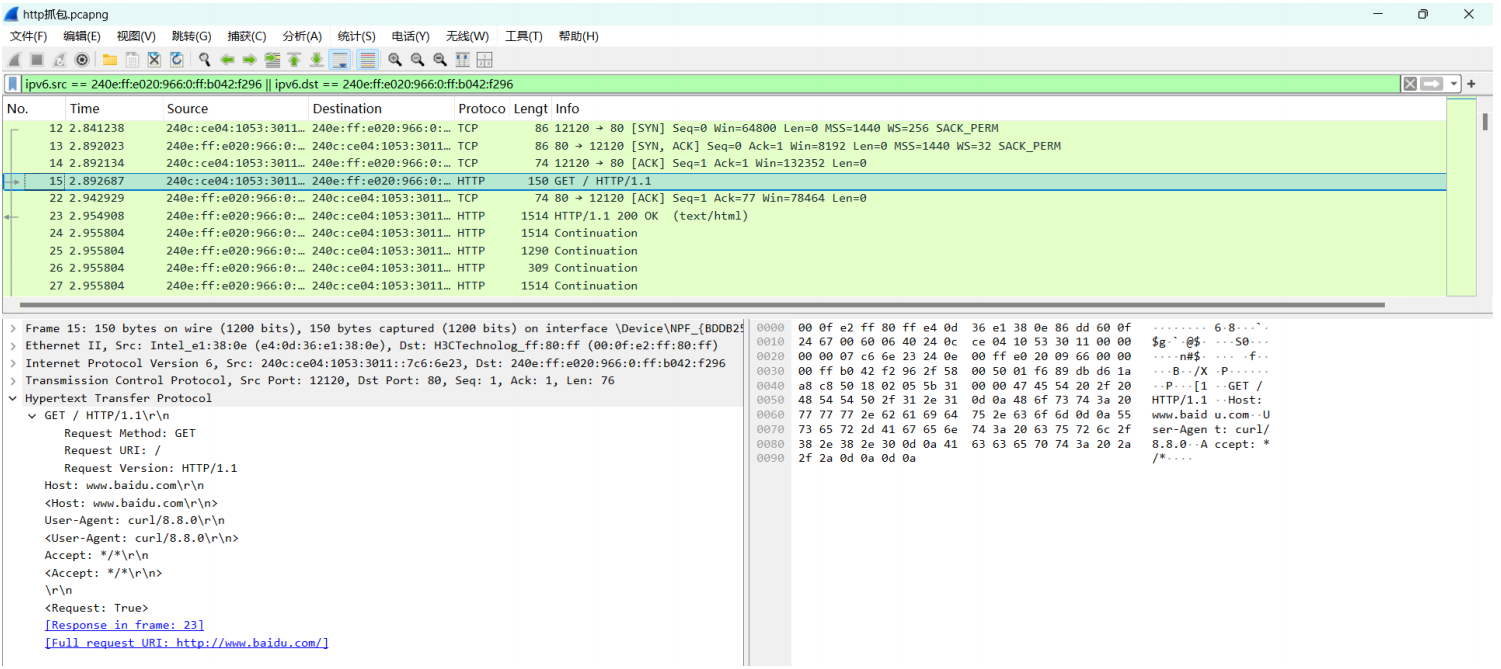 http抓包.pcapng
文件(F) 编辑(E) 视图(V) 跳转(G) 捕获(C) 分析(A) 统计(S) 电话(Y) 无线(W) 工具(T) 帮助(H)
ipv6.src == 240e:ff:e020:966:0:ff:b042:f296 || ipv6.dst == 240e:ff:e020:966:0:ff:b042:f296
No. Time Source Destination Protoco Lengt Info
12 2.841238 240c:ce04:1053:3011… 240e:ff:e020:966:0:… TCP 86 12120 → 80 [SYN] Seq=0 Win=64800 Len=0 MSS=1440 WS=256 SACK_PERM
13 2.892023 240e:ff:e020:966:0:… 240c:ce04:1053:3011… TCP 86 80 → 12120 [SYN, ACK] Seq=0 Ack=1 Win=8192 Len=0 MSS=1440 WS=32 SACK_PERM
14 2.892134 240c:ce04:1053:3011… 240e:ff:e020:966:0:… TCP 74 12120 → 80 [ACK] Seq=1 Ack=1 Win=132352 Len=0
15 2.892687 240c:ce04:1053:3011… 240e:ff:e020:966:0:… HTTP 150 GET / HTTP/1.1
22 2.942929 240e:ff:e020:966:0:… 240c:ce04:1053:3011… TCP 74 80 → 12120 [ACK] Seq=1 Ack=77 Win=78464 Len=0
23 2.954908 240e:ff:e020:966:0:… 240c:ce04:1053:3011… HTTP 1514 HTTP/1.1 200 OK (text/html)
24 2.955804 240e:ff:e020:966:0:… 240c:ce04:1053:3011… HTTP 1514 Continuation
25 2.955804 240e:ff:e020:966:0:… 240c:ce04:1053:3011… HTTP 1290 Continuation
26 2.955804 240e:ff:e020:966:0:… 240c:ce04:1053:3011… HTTP 309 Continuation
27 2.955804 240e:ff:e020:966:0:… 240c:ce04:1053:3011… HTTP 1514 Continuation
Frame 15: 150 bytes on wire (1200 bits), 150 bytes captured (1200 bits) on interface \Device\NPF_{BDDB25
Ethernet II, Src: Intel_e1:38:0e (e4:0d:36:e1:38:0e), Dst: H3CTechnolog_ff:80:ff (00:0f:e2:ff:80:ff)
Internet Protocol Version 6, Src: 240c:ce04:1053:3011::7c6:6e23, Dst: 240e:ff:e020:966:0:ff:b042:f296
Transmission Control Protocol, Src Port: 12120, Dst Port: 80, Seq: 1, Ack: 1, Len: 76
Hypertext Transfer Protocol
GET / HTTP/1.1\r\n
Request Method: GET
Request URI: /
Request Version: HTTP/1.1
Host: www.baidu.com\r\n
<Host: www.baidu.com\r\n>
User-Agent: curl/8.8.0\r\n
<User-Agent: curl/8.8.0\r\n>
Accept: */*\r\n
<Accept: */*\r\n>
\r\n
<Request: True>
[Response in frame: 23]
[Full request URI: http://www.baidu.com/]
0000 00 0f e2 ff 80 ff e4 0d 36 e1 38 0e 86 dd 60 0f ········ 6·8···`·
0010 24 67 00 60 06 40 24 0c ce 04 10 53 30 11 00 00 $g·`·@$· ···S0···
0020 00 00 07 c6 6e 23 24 0e 00 ff e0 20 09 66 00 00 ····n#$· ··· ·f··
0030 00 ff b0 42 f2 96 2f 58 00 50 01 f6 89 db d6 1a ···B··/X ·P······
0040 a8 c8 50 18 02 05 5b 31 00 00 47 45 54 20 2f 20 ··P···[1 ··GET /
0050 48 54 54 50 2f 31 2e 31 0d 0a 48 6f 73 74 3a 20 HTTP/1.1 ··Host:
0060 77 77 77 2e 62 61 69 64 75 2e 63 6f 6d 0d 0a 55 www.baid u.com··U
0070 73 65 72 2d 41 67 65 6e 74 3a 20 63 75 72 6c 2f ser-Agen t: curl/
0080 38 2e 38 2e 30 0d 0a 41 63 63 65 70 74 3a 20 2a 8.8.0··A ccept: *
0090 2f 2a 0d 0a 0d 0a /*····